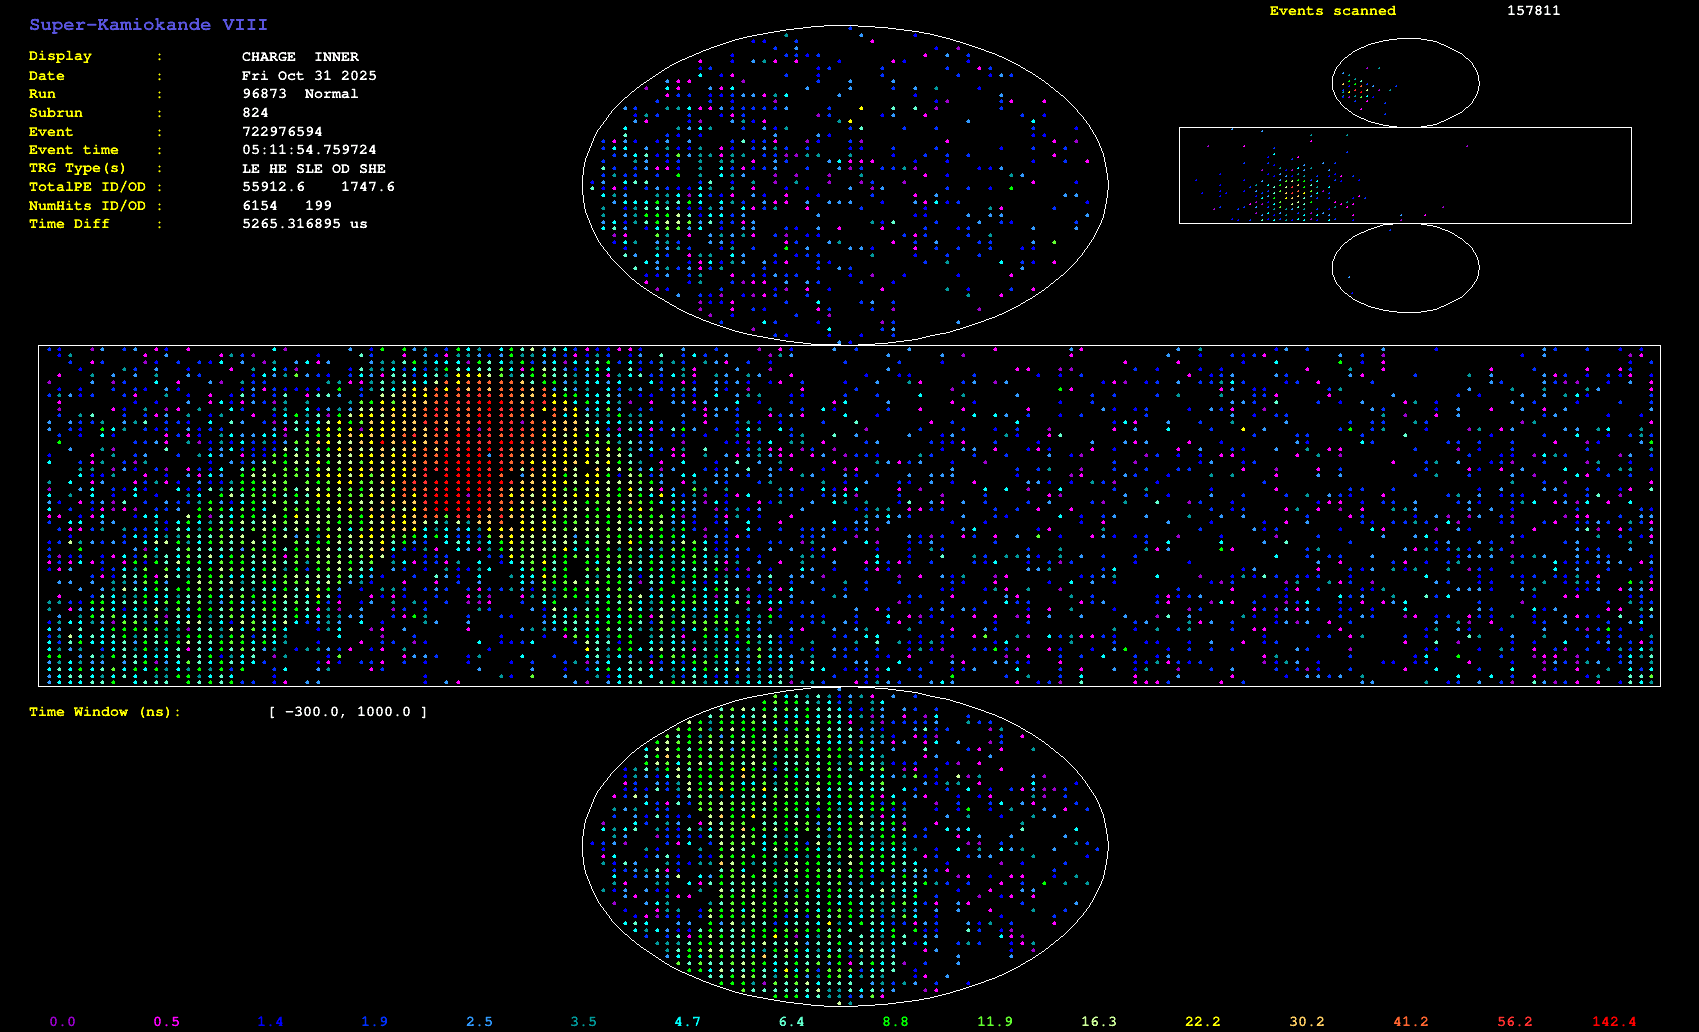 Super-Kamiokande VIII
Events scanned 157811
Display : CHARGE INNER
Date : Fri Oct 31 2025
Run : 96873 Normal
Subrun : 824
Event : 722976594
Event time : 05:11:54.759724
TRG Type(s) : LE HE SLE OD SHE
TotalPE ID/OD : 55912.6 1747.6
NumHits ID/OD : 6154 199
Time Diff : 5265.316895 us
Time Window (ns): [ -300.0, 1000.0 ]
0.0 0.5 1.4 1.9 2.5 3.5 4.7 6.4 8.8 11.9 16.3 22.2 30.2 41.2 56.2 142.4